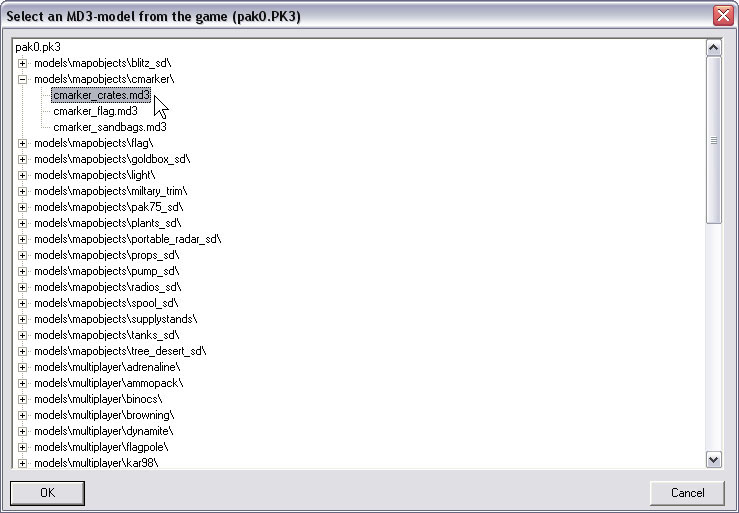 Select an MD3-model from the game (pak0.PK3)
pak0.pk3
models\mapobjects\blitz_sd\
models\mapobjects\cmarker\
cmarker_crates.md3
cmarker_flag.md3
cmarker_sandbags.md3
models\mapobjects\flag\
models\mapobjects\goldbox_sd\
models\mapobjects\light\
models\mapobjects\miltary_trim\
models\mapobjects\pak75_sd\
models\mapobjects\plants_sd\
models\mapobjects\portable_radar_sd\
models\mapobjects\props_sd\
models\mapobjects\pump_sd\
models\mapobjects\radios_sd\
models\mapobjects\spool_sd\
models\mapobjects\supplystands\
models\mapobjects\tanks_sd\
models\mapobjects\tree_desert_sd\
models\multiplayer\adrenaline\
models\multiplayer\ammopack\
models\multiplayer\binocs\
models\multiplayer\browning\
models\multiplayer\dynamite\
models\multiplayer\flagpole\
models\multiplayer\kar98\
OK
Cancel